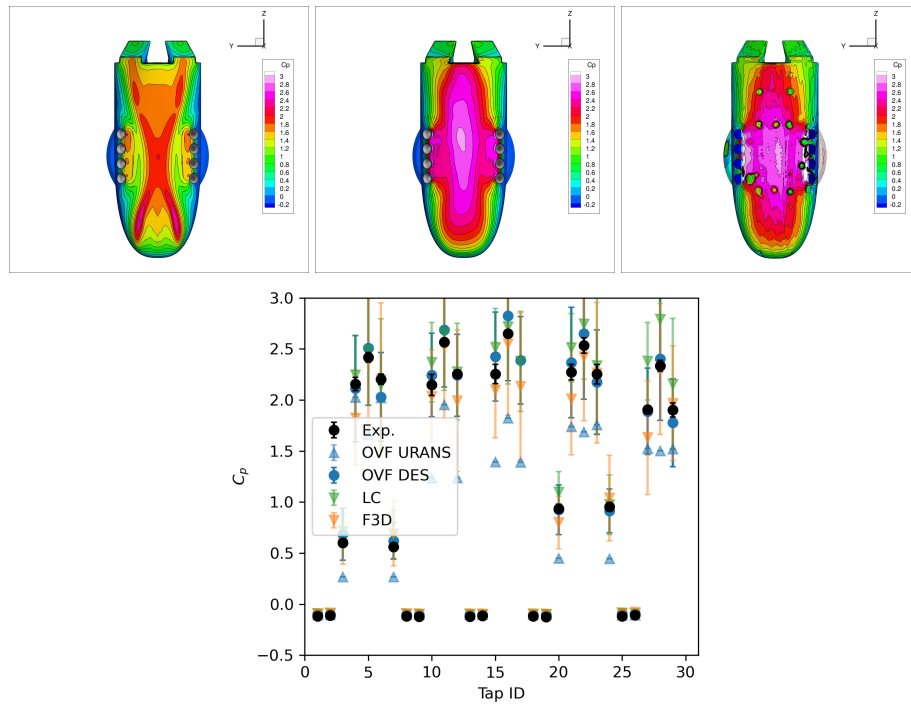 Z
Y
X
Cp
3
2.8
2.6
2.4
2.2
2
1.8
1.6
1.4
1.2
1
0.8
0.6
0.4
0.2
0
-0.2
Z
Y
X
Cp
3
2.8
2.6
2.4
2.2
2
1.8
1.6
1.4
1.2
1
0.8
0.6
0.4
0.2
0
-0.2
Z
Y
X
Cp
3
2.8
2.6
2.4
2.2
2
1.8
1.6
1.4
1.2
1
0.8
0.6
0.4
0.2
0
-0.2
3.0
2.5
2.0
1.5
1.0
0.5
0.0
−0.5
Cp
Exp.
OVF URANS
OVF DES
LC
F3D
0 5 10 15 20 25 30
Tap ID